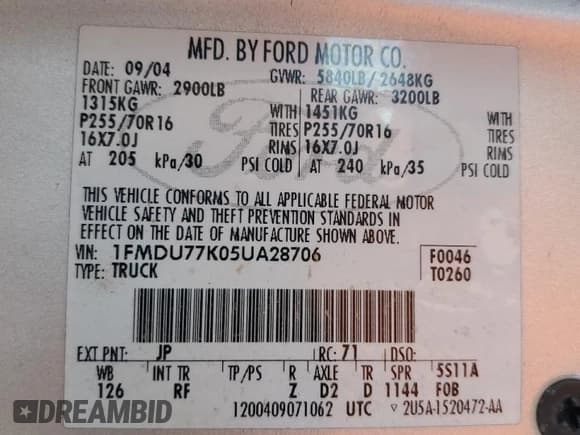 MFD. BY FORD MOTOR CO.
DATE: 09/04 GVWR: 5840LB/2648KG
FRONT GAWR: 2900LB REAR GAWR: 3200LB
1315KG WITH 1451KG WITH
P255/70R16 TIRES P255/70R16 TIRES
16X7.0J RIMS 16X7.0J RIMS
AT 205 kPa/30 PSI COLD AT 240 kPa/35 PSI COLD
Ford
THIS VEHICLE CONFORMS TO ALL APPLICABLE FEDERAL MOTOR
VEHICLE SAFETY AND THEFT PREVENTION STANDARDS IN
EFFECT ON THE DATE OF MANUFACTURE SHOWN ABOVE.
VIN: 1FMDU77K05UA28706 F0046
TYPE: TRUCK T0260
EXT PNT: JP RC: 71 DSO:
WB INT TR TP/PS R AXLE TR SPR 5S11A
126 RF Z D2 D 1144 FOB
1200409071062 UTC 2U5A-1520472-AA
DREAMBID
WORLDWIDE AUCTIONS